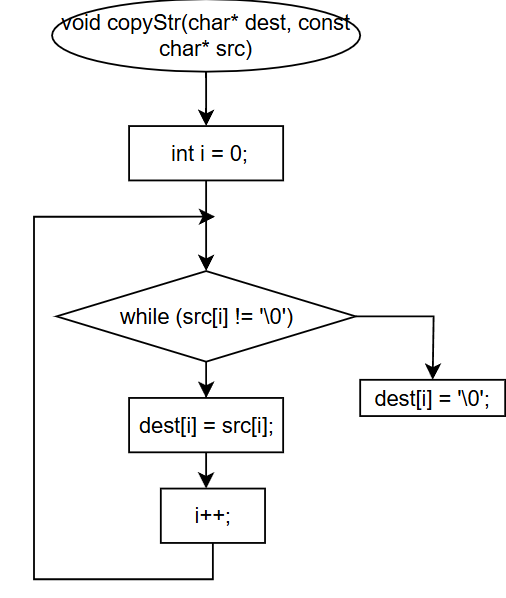 void copyStr(char* dest, const
char* src)
int i = 0;
while (src[i] != '\0')
dest[i] = '\0';
dest[i] = src[i];
i++;